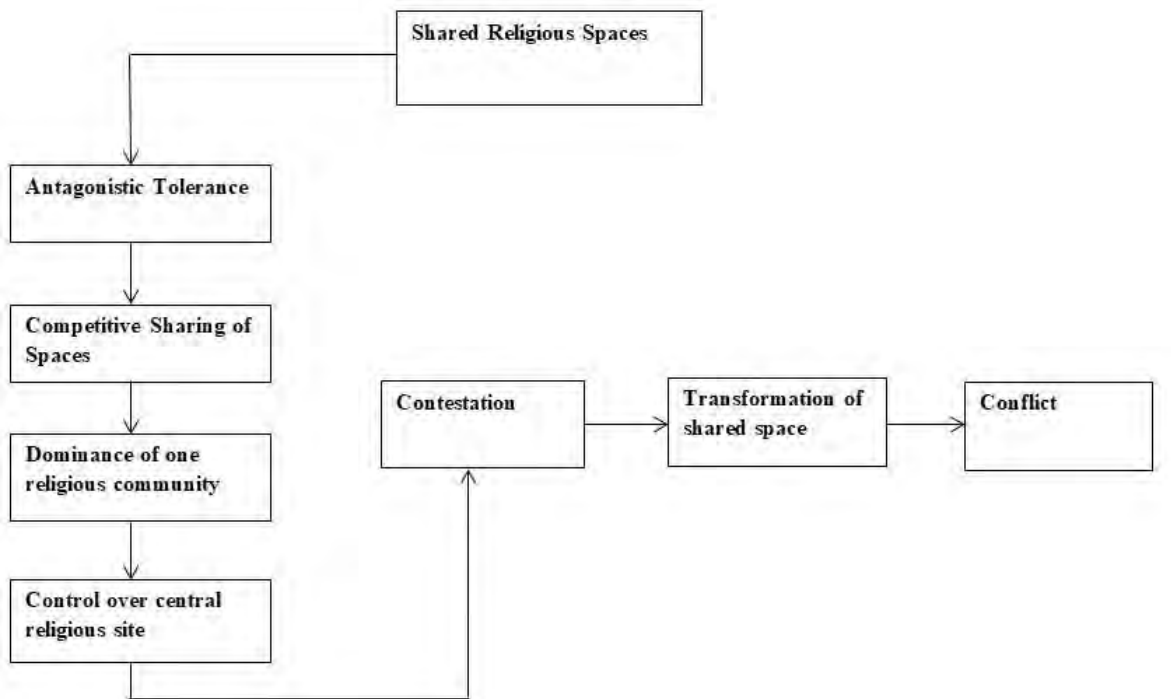 Shared Religious Spaces
Antagonistic Tolerance
Competitive Sharing of
Spaces
Dominance of one
religious community
Control over central
religious site
Contestation
Transformation of
shared space
Conflict